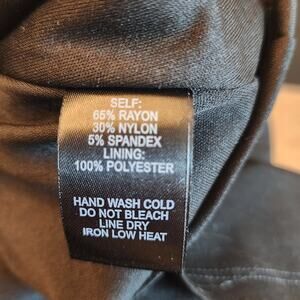 SELF:
65% RAYON
30% NYLON
5% SPANDEX
LINING:
100% POLYESTER
HAND WASH COLD
DO NOT BLEACH
LINE DRY
IRON LOW HEAT